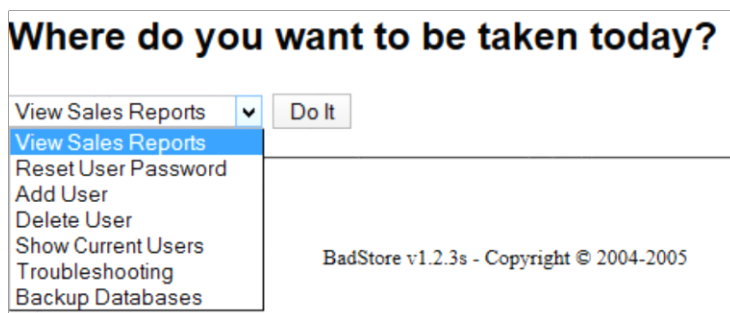 Where do you want to be taken today?
View Sales Reports Do It
View Sales Reports
Reset User Password
Add User
Delete User
Show Current Users
Troubleshooting
Backup Databases
BadStore v1.2.3s - Copyright © 2004-2005